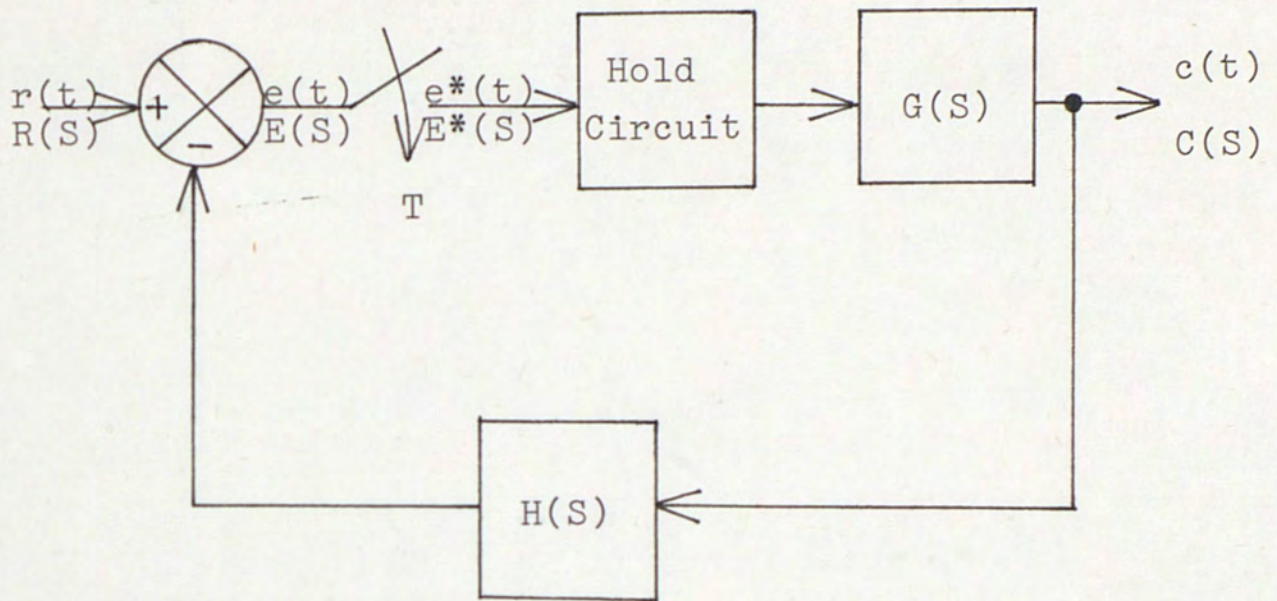 r(t)
R(S)
+
-
e(t)
E(S)
T
e*(t)
E*(S)
Hold
Circuit
G(S)
c(t)
C(S)
H(S)